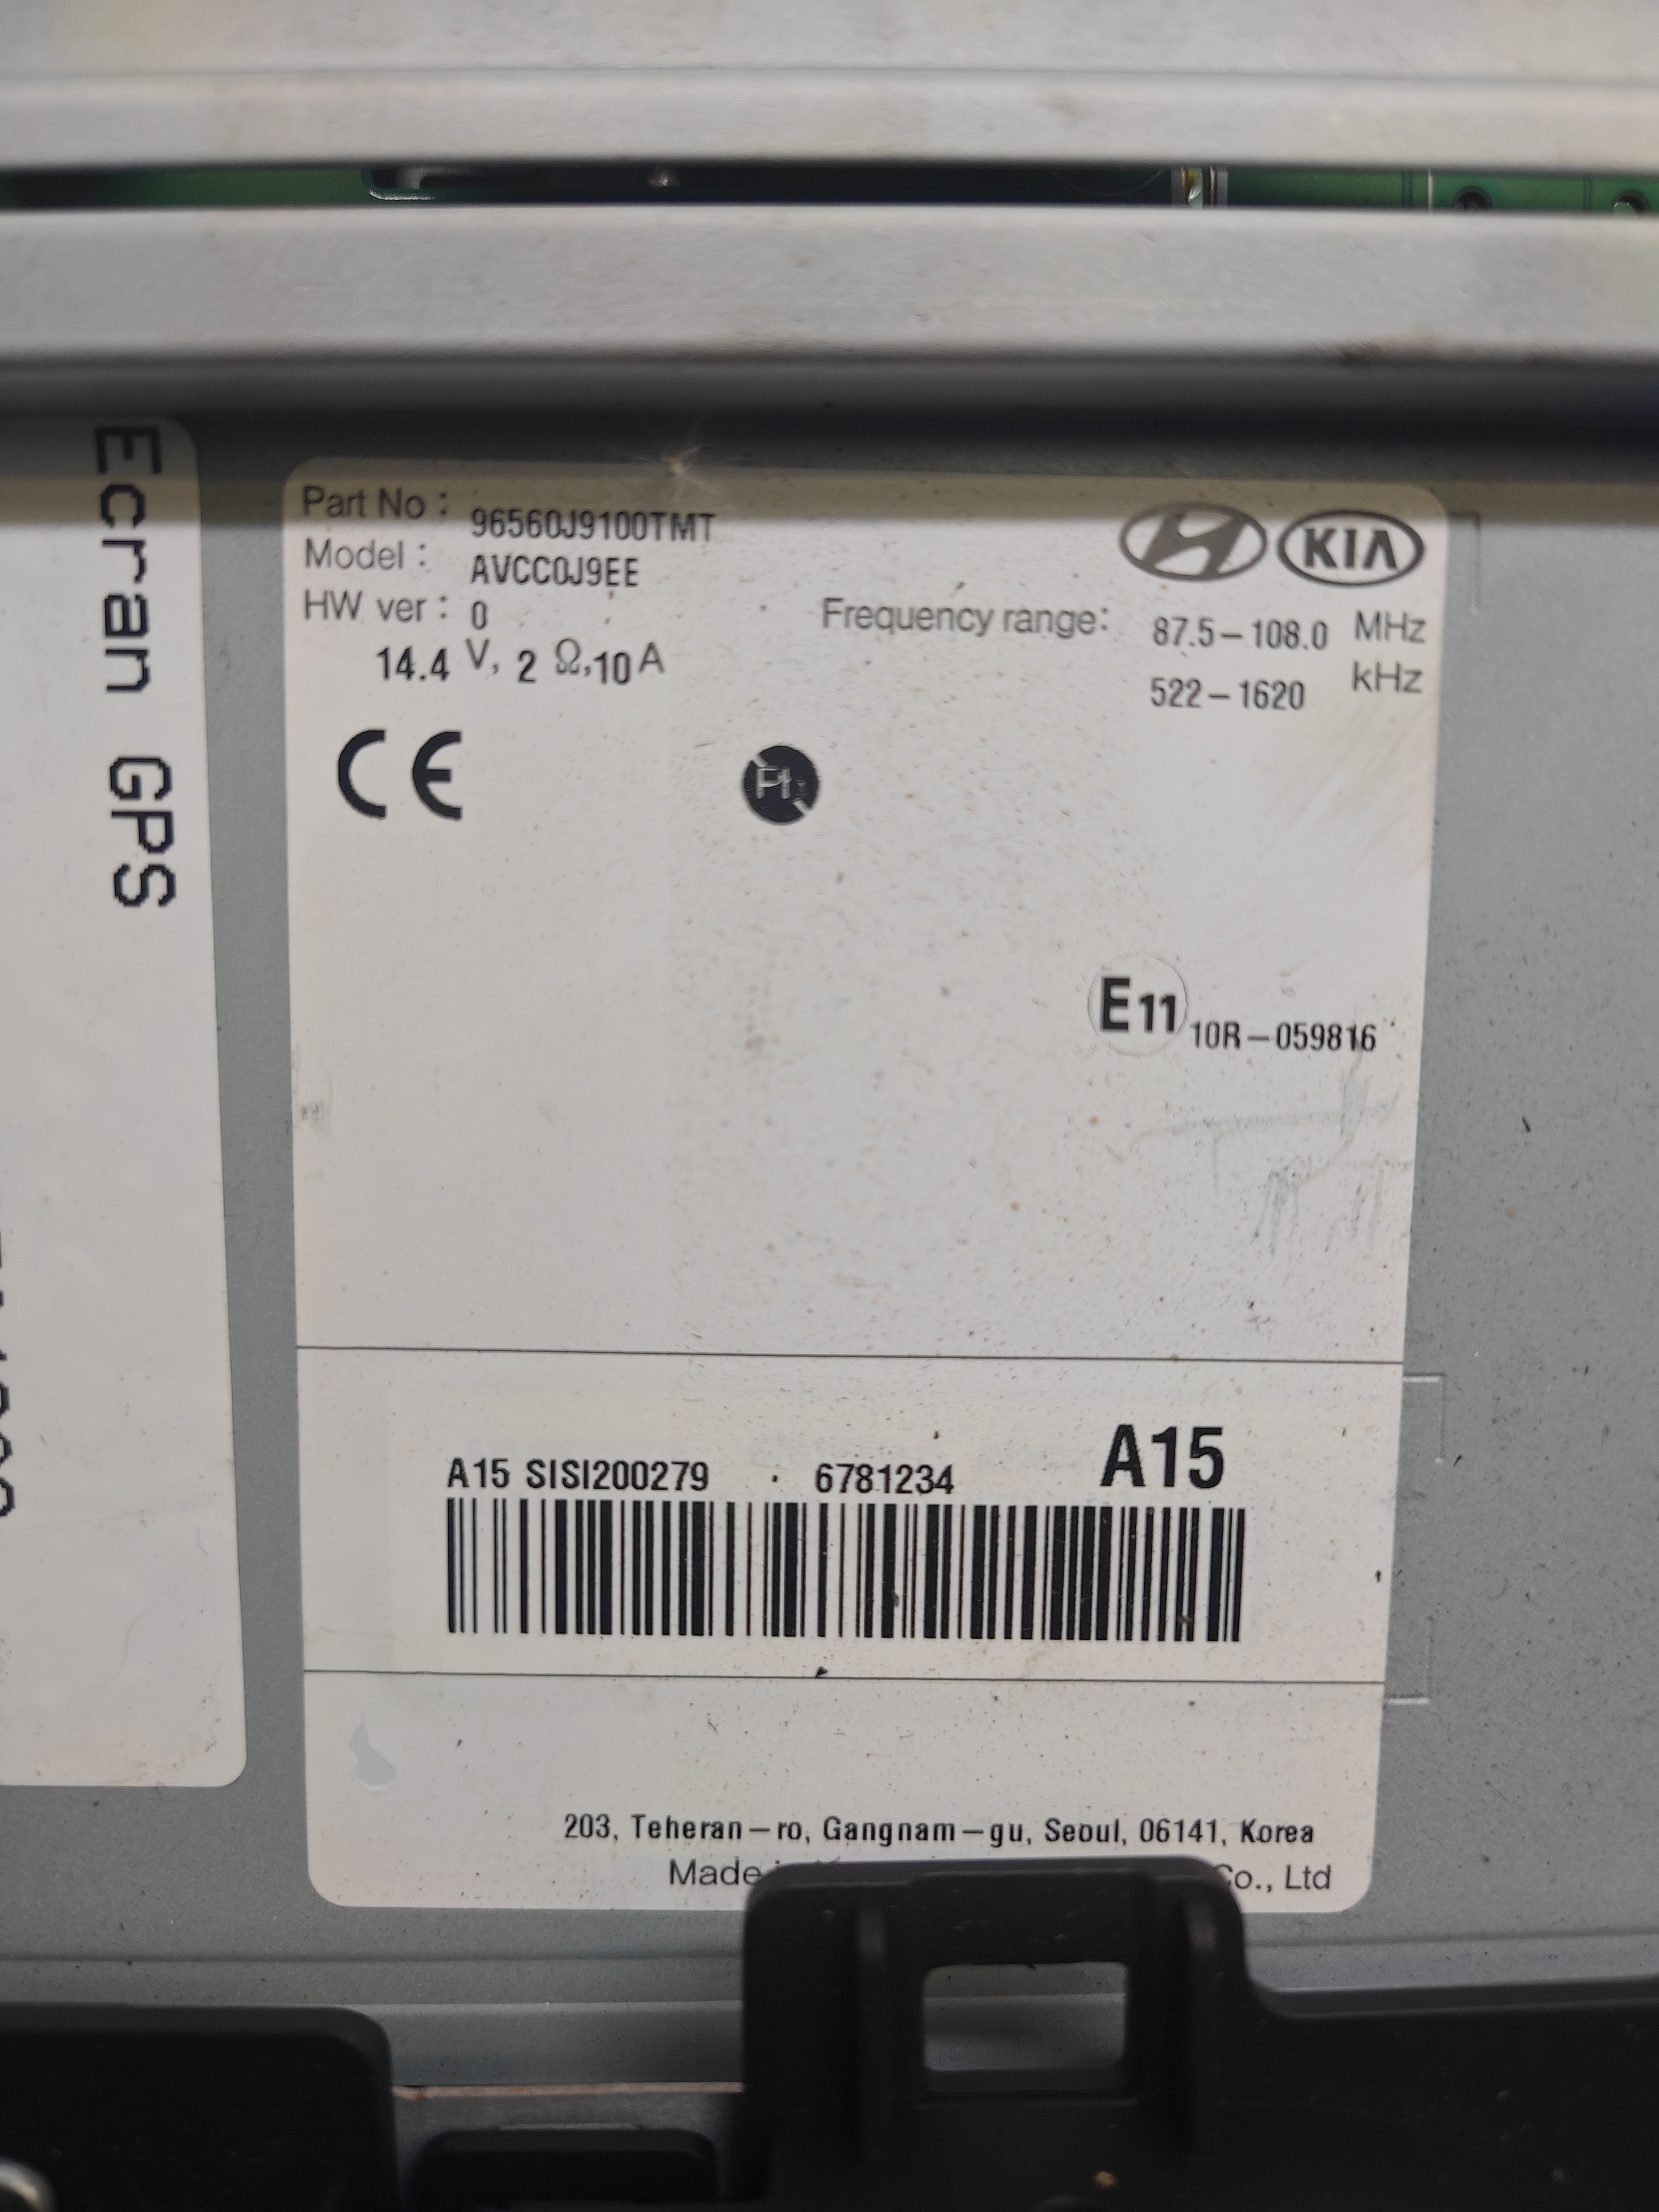 Ecran GPS
Part No : 96560J9100TMT
Model : AVCC0J9EE
HW ver : 0
14.4 V, 2 Ω,10 A
KIA
Frequency range: 87.5–108.0 MHz
522–1620 kHz
CE
E11 10R–059816
A15 SISI200279 6781234 A15
203, Teheran–ro, Gangnam–gu, Seoul, 06141, Korea
Made Co., Ltd